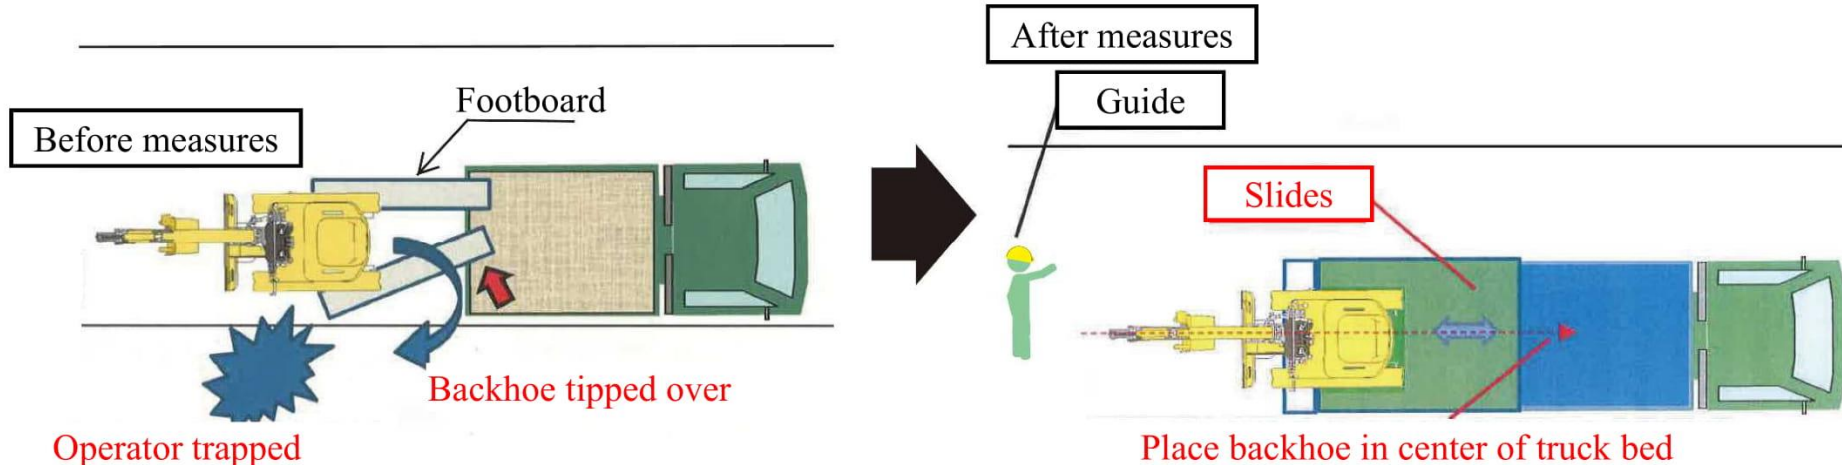 Before measures
Footboard
Backhoe tipped over
Operator trapped
After measures
Guide
Slides
Place backhoe in center of truck bed